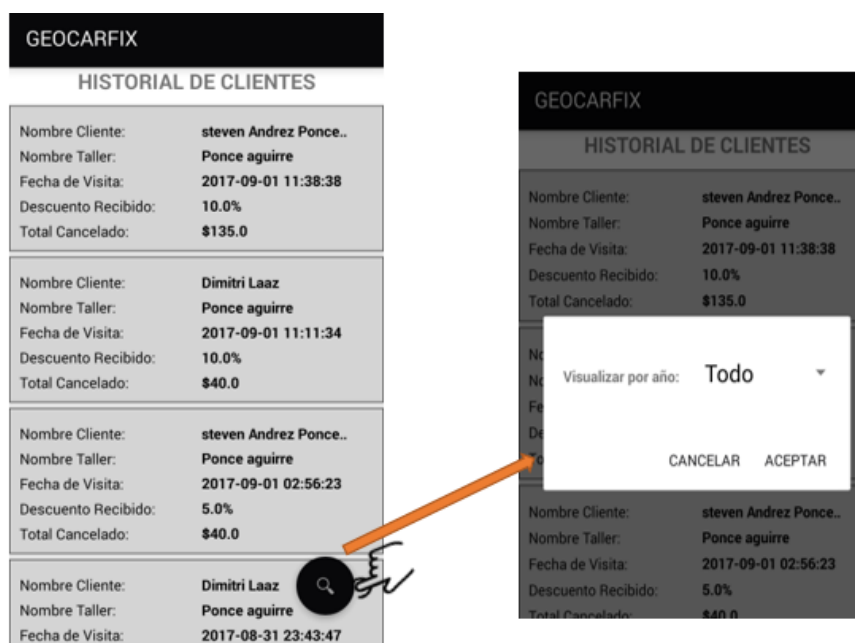 GEOCARFIX
HISTORIAL DE CLIENTES
Nombre Cliente: steven Andrez Ponce..
Nombre Taller: Ponce aguirre
Fecha de Visita: 2017-09-01 11:38:38
Descuento Recibido: 10.0%
Total Cancelado: $135.0
Nombre Cliente: Dimitri Laaz
Nombre Taller: Ponce aguirre
Fecha de Visita: 2017-09-01 11:11:34
Descuento Recibido: 10.0%
Total Cancelado: $40.0
Nombre Cliente: steven Andrez Ponce..
Nombre Taller: Ponce aguirre
Fecha de Visita: 2017-09-01 02:56:23
Descuento Recibido: 5.0%
Total Cancelado: $40.0
Nombre Cliente: Dimitri Laaz
Nombre Taller: Ponce aguirre
Fecha de Visita: 2017-08-31 23:43:47
GEOCARFIX
HISTORIAL DE CLIENTES
Nombre Cliente: steven Andrez Ponce..
Nombre Taller: Ponce aguirre
Fecha de Visita: 2017-09-01 11:38:38
Descuento Recibido: 10.0%
Total Cancelado: $135.0
Visualizar por año: Todo
CANCELAR ACEPTAR
Nombre Cliente: steven Andrez Ponce..
Nombre Taller: Ponce aguirre
Fecha de Visita: 2017-09-01 02:56:23
Descuento Recibido: 5.0%
Total Cancelado: $40.0